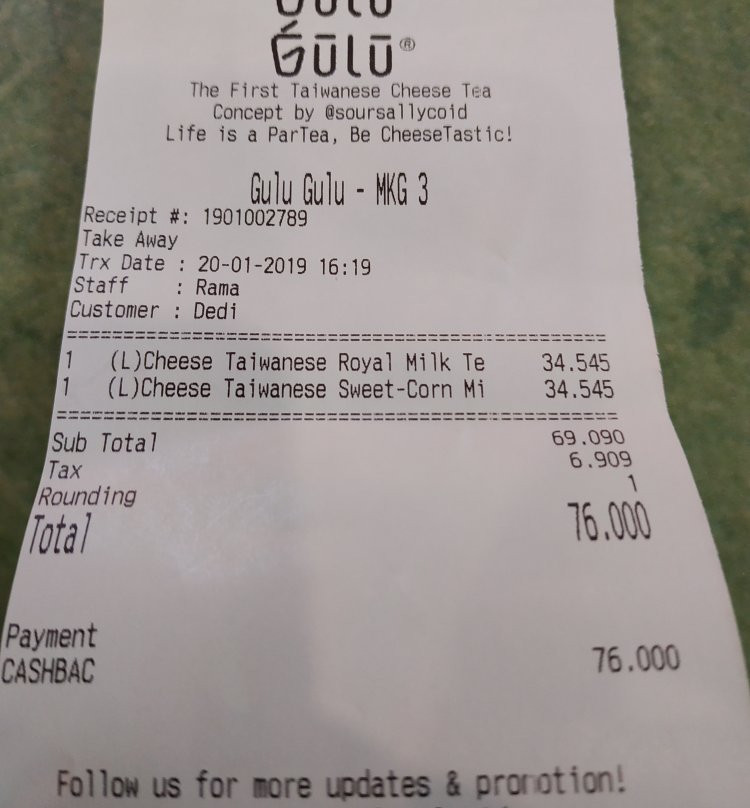 GULU
GULU®
The First Taiwanese Cheese Tea
Concept by @soursallycoid
Life is a ParTea, Be CheeseTastic!
Gulu Gulu - MKG 3
Receipt #: 1901002789
Take Away
Trx Date : 20-01-2019 16:19
Staff : Rama
Customer : Dedi
===============================================
1 (L)Cheese Taiwanese Royal Milk Te 34.545
1 (L)Cheese Taiwanese Sweet-Corn Mi 34.545
===============================================
Sub Total 69.090
Tax 6.909
Rounding 1
Total 76.000
Payment
CASHBAC 76.000
Follow us for more updates & promotion!